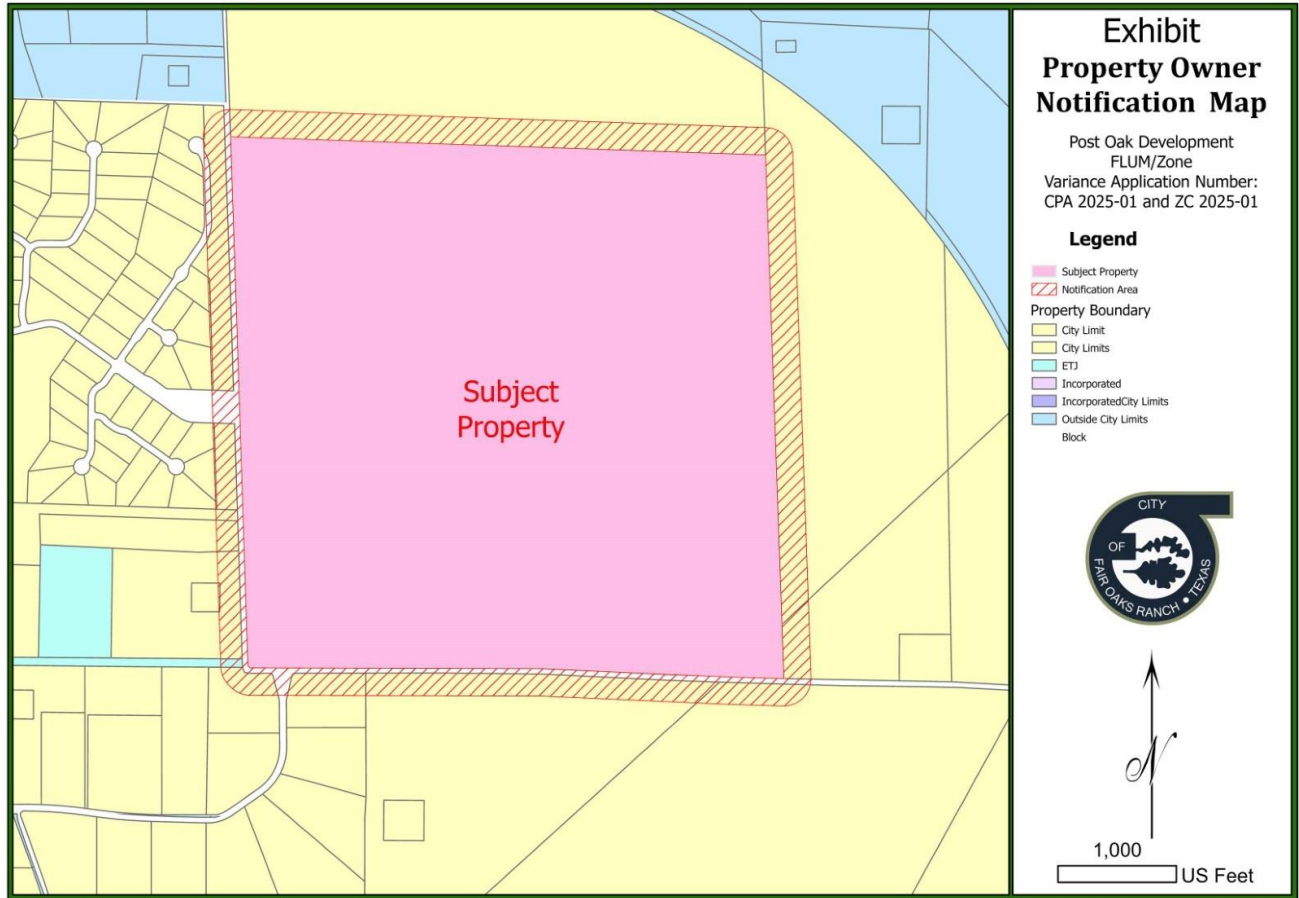 Subject
Property
Exhibit
Property Owner
Notification Map
Post Oak Development
FLUM/Zone
Variance Application Number:
CPA 2025-01 and ZC 2025-01
Legend
Subject Property
Notification Area
Property Boundary
City Limit
City Limits
ETJ
Incorporated
IncorporatedCity Limits
Outside City Limits
Block
CITY
OF
FAIR OAKS RANCH • TEXAS
N
1,000
US Feet